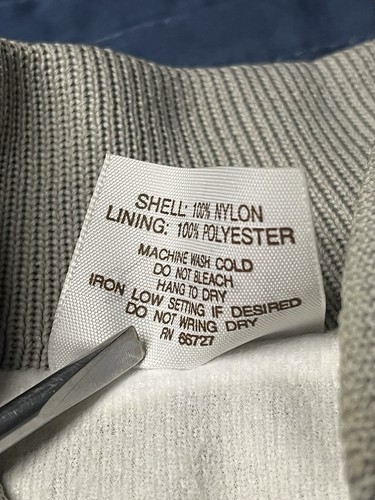 SHELL: 100% NYLON
LINING: 100% POLYESTER
MACHINE WASH COLD
DO NOT BLEACH
HANG TO DRY
IRON LOW SETTING IF DESIRED
DO NOT WRING DRY
RN 66727